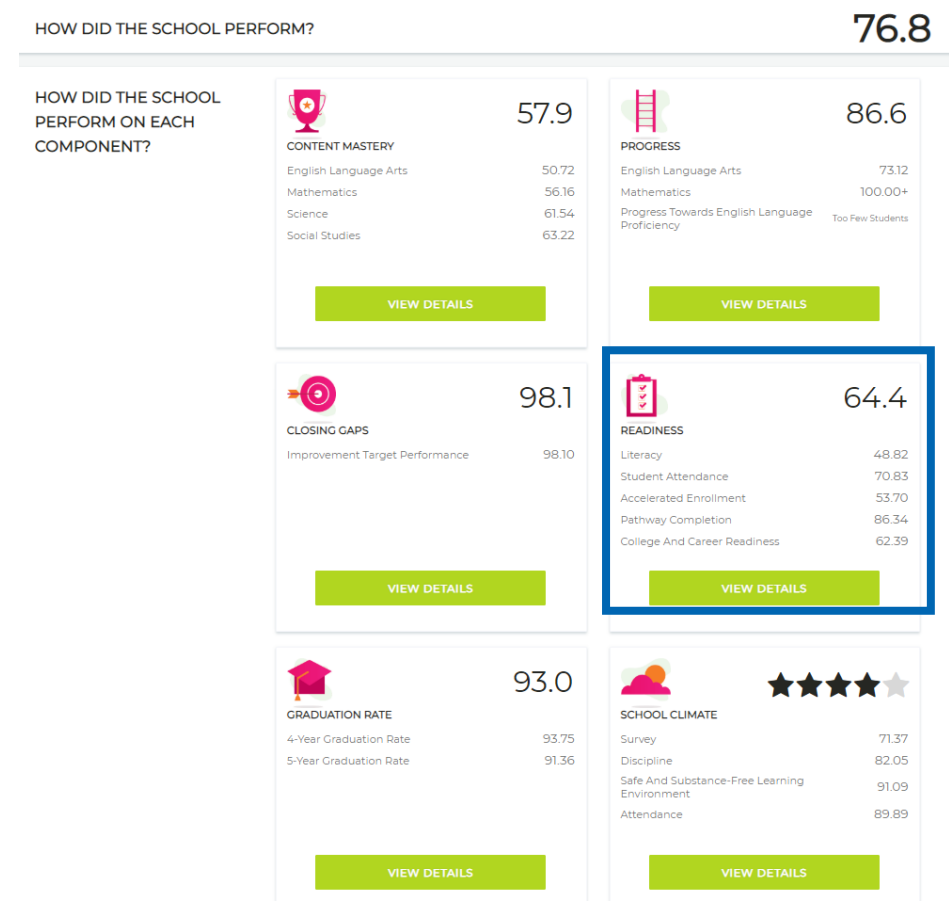 HOW DID THE SCHOOL PERFORM? 76.8
HOW DID THE SCHOOL
PERFORM ON EACH
COMPONENT?
57.9
CONTENT MASTERY
English Language Arts 50.72
Mathematics 56.16
Science 61.54
Social Studies 63.22
VIEW DETAILS
86.6
PROGRESS
English Language Arts 73.12
Mathematics 100.00+
Progress Towards English Language
Proficiency Too Few Students
VIEW DETAILS
98.1
CLOSING GAPS
Improvement Target Performance 98.10
VIEW DETAILS
64.4
READINESS
Literacy 48.82
Student Attendance 70.83
Accelerated Enrollment 53.70
Pathway Completion 86.34
College And Career Readiness 62.39
VIEW DETAILS
93.0
GRADUATION RATE
4-Year Graduation Rate 93.75
5-Year Graduation Rate 91.36
VIEW DETAILS
SCHOOL CLIMATE
Survey 71.37
Discipline 82.05
Safe And Substance-Free Learning
Environment 91.09
Attendance 89.89
VIEW DETAILS